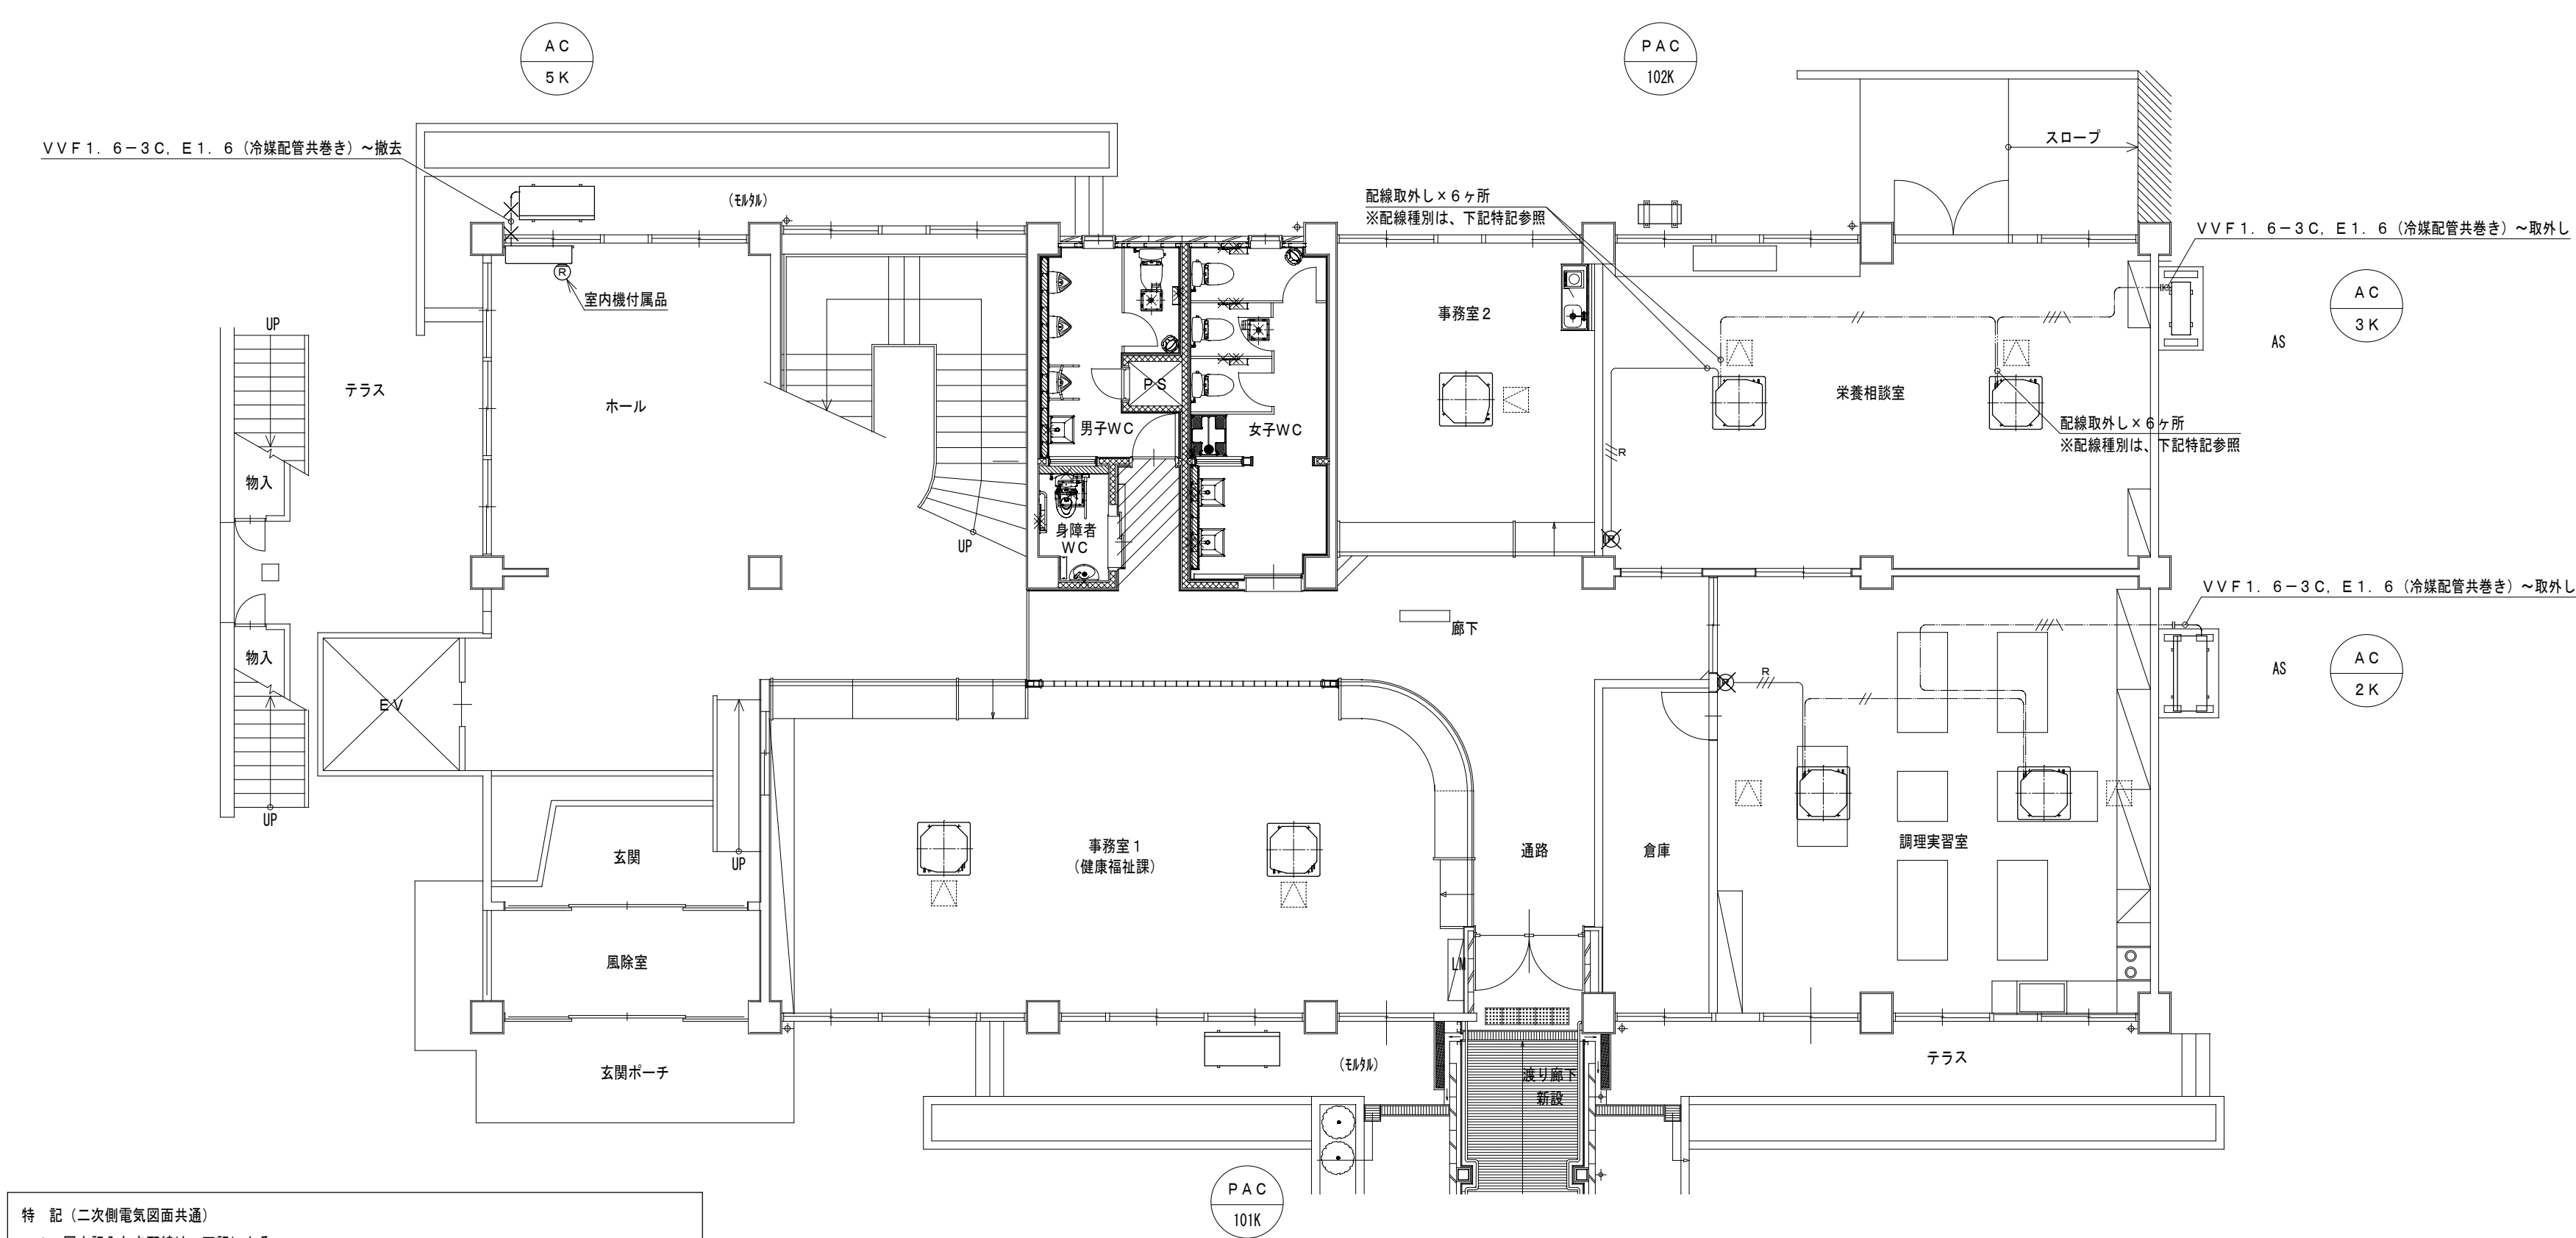 AC
5K
PAC
102K
VVF1.6-3C, E1.6(冷媒配管共巻き)~撤去
(モルタル)
配線取外し×6ヶ所
※配線種別は、下記特記参照
スロープ
VVF1.6-3C, E1.6(冷媒配管共巻き)~取外し
R
室内機付属品
事務室2
AC
3K
AS
UP
テラス
ホール
PS
男子WC
女子WC
栄養相談室
配線取外し×6ヶ所
※配線種別は、下記特記参照
R
物入
身障者
WC
UP
R
VVF1.6-3C, E1.6(冷媒配管共巻き)~取外し
廊下
物入
AC
2K
AS
R
R
EV
UP
玄関
UP
事務室1
(健康福祉課)
通路
倉庫
調理実習室
風除室
LM
玄関ポーチ
(モルタル)
渡り廊下
新設
テラス
PAC
101K
特 記(二次側電気図面共通)